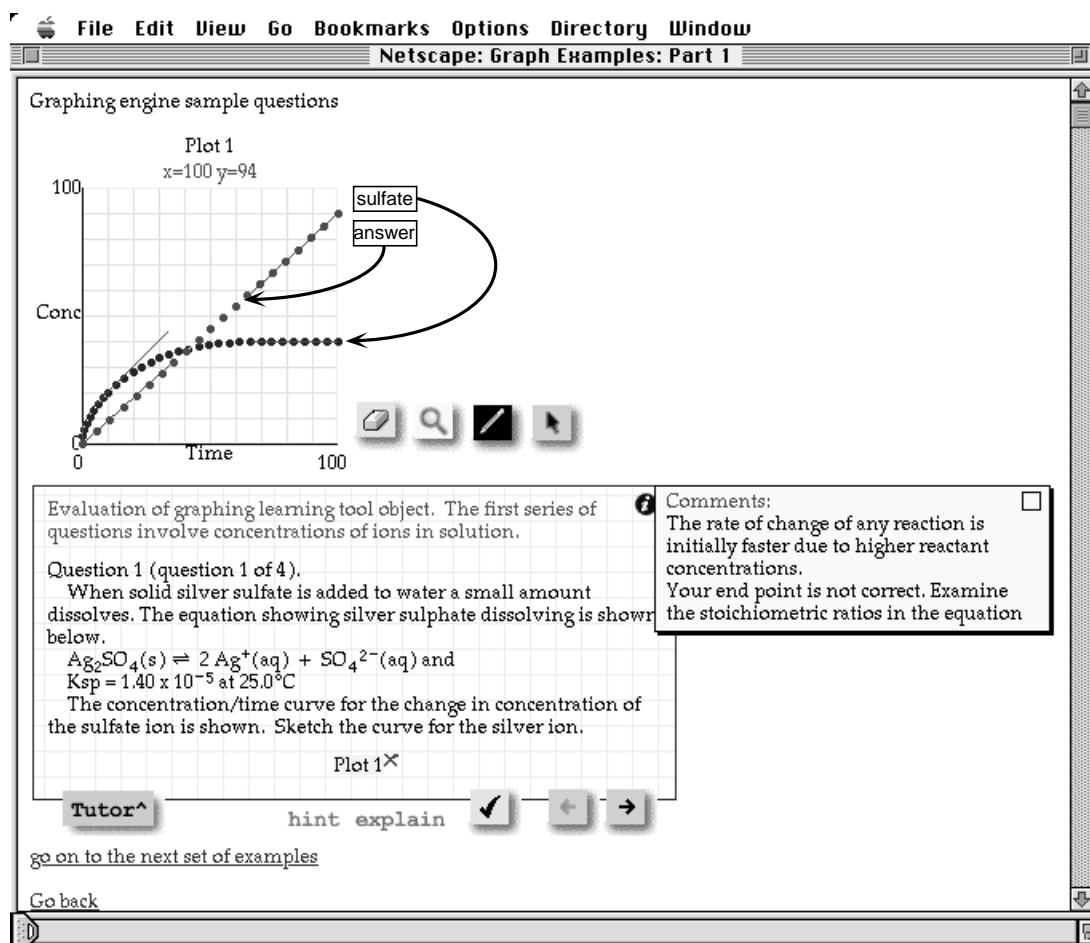 File Edit View Go Bookmarks Options Directory Window
Netscape: Graph Examples: Part 1
Graphing engine sample questions
Plot 1
x=100 y=94
100
sulfate
answer
Conc
0
Time
0
100
Evaluation of graphing learning tool object. The first series of
questions involve concentrations of ions in solution.
Question 1 (question 1 of 4).
When solid silver sulfate is added to water a small amount
dissolves. The equation showing silver sulphate dissolving is shown
below.
Ag₂SO₄(s) ⇌ 2 Ag⁺(aq) + SO₄²⁻(aq) and
Ksp = 1.40 x 10⁻⁵ at 25.0°C
The concentration/time curve for the change in concentration of
the sulfate ion is shown. Sketch the curve for the silver ion.
Plot 1
Comments:
The rate of change of any reaction is
initially faster due to higher reactant
concentrations.
Your end point is not correct. Examine
the stoichiometric ratios in the equation
Tutor^
hint explain
go on to the next set of examples
Go back